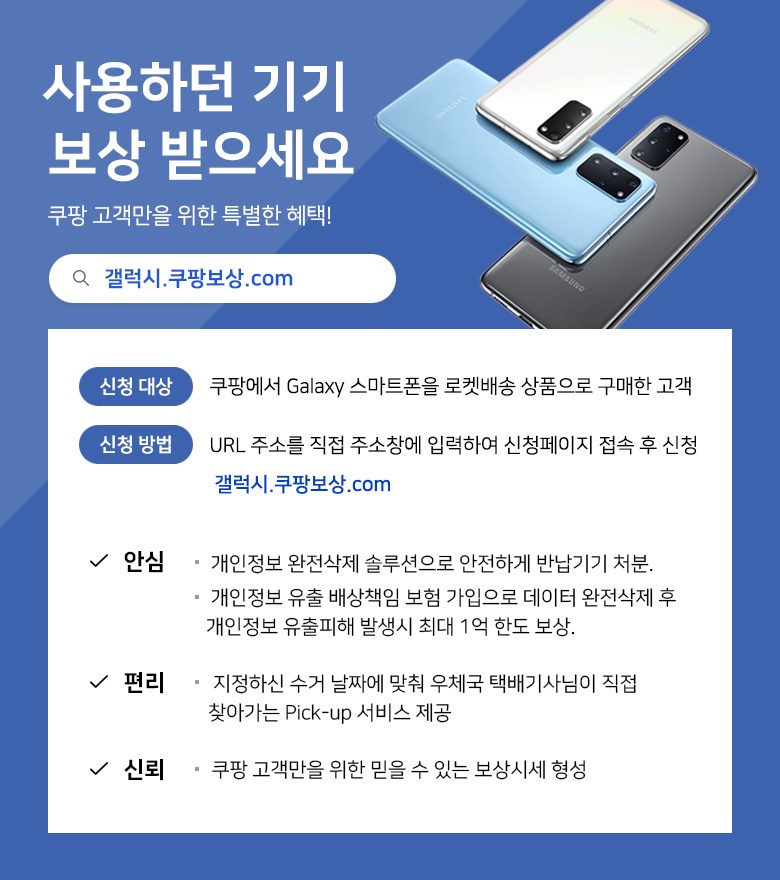 사용하던 기기
보상 받으세요
쿠팡 고객만을 위한 특별한 혜택!
갤럭시.쿠팡보상.com
SAMSUNG
SAMSUNG
SAMSUNG
신청 대상 쿠팡에서 Galaxy 스마트폰을 로켓배송 상품으로 구매한 고객
신청 방법 URL 주소를 직접 주소창에 입력하여 신청페이지 접속 후 신청
갤럭시.쿠팡보상.com
안심 개인정보 완전삭제 솔루션으로 안전하게 반납기기 처분.
개인정보 유출 배상책임 보험 가입으로 데이터 완전삭제 후
개인정보 유출피해 발생시 최대 1억 한도 보상.
편리 지정하신 수거 날짜에 맞춰 우체국 택배기사님이 직접
찾아가는 Pick-up 서비스 제공
신뢰 쿠팡 고객만을 위한 믿을 수 있는 보상시세 형성